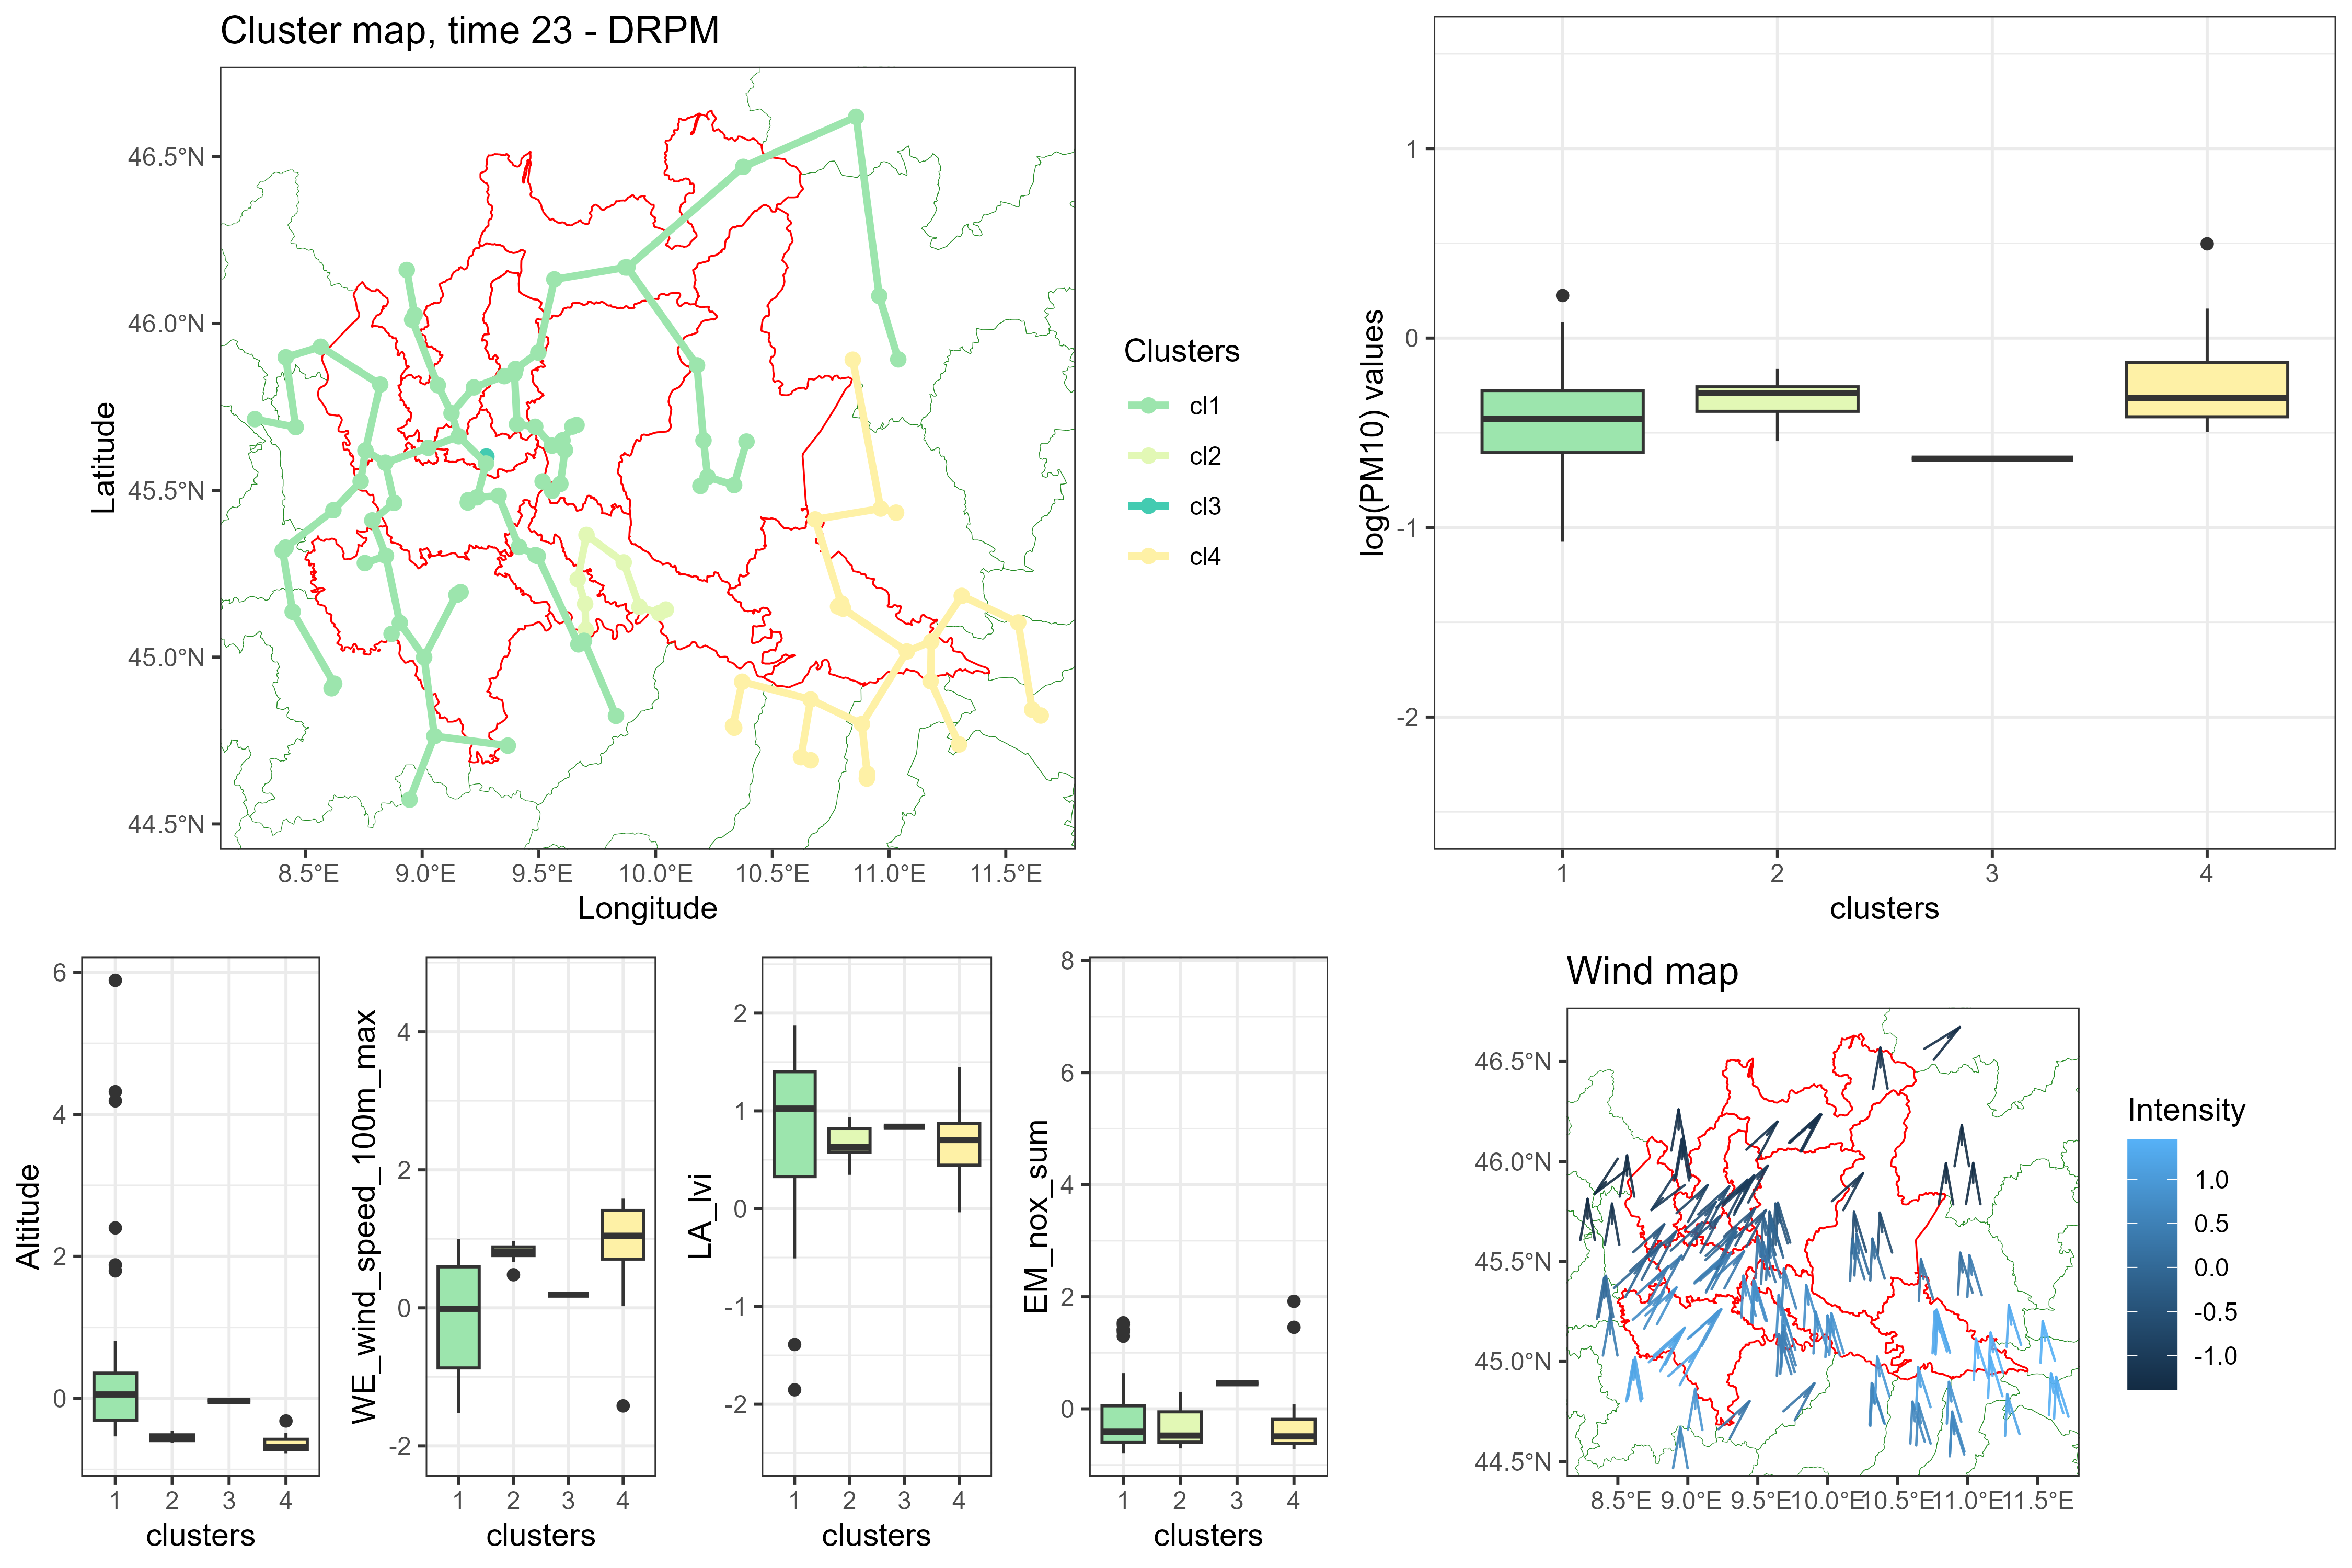 Cluster map, time 23 - DRPM
46.5°N
46.0°N
45.5°N
45.0°N
44.5°N
Latitude
8.5°E 9.0°E 9.5°E 10.0°E 10.5°E 11.0°E 11.5°E
Longitude
Clusters
cl1
cl2
cl3
cl4
log(PM10) values
1
0
-1
-2
1 2 3 4
clusters
Altitude
6
4
2
0
1 2 3 4
clusters
WE_wind_speed_100m_max
4
2
0
-2
1 2 3 4
clusters
LA_lvi
2
1
0
-1
-2
1 2 3 4
clusters
EM_nox_sum
8
6
4
2
0
1 2 3 4
clusters
Wind map
46.5°N
46.0°N
45.5°N
45.0°N
44.5°N
8.5°E 9.0°E 9.5°E 10.0°E 10.5°E 11.0°E 11.5°E
Intensity
1.0
0.5
0.0
-0.5
-1.0